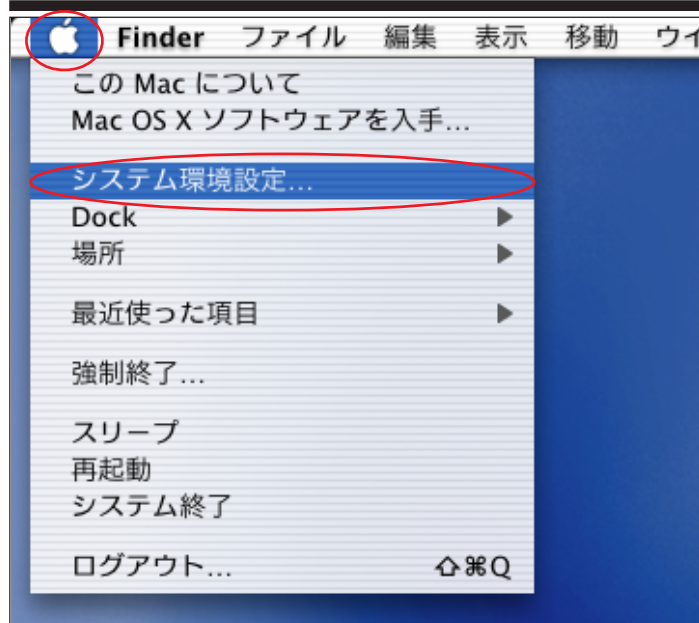 Finder ファイル 編集 表示 移動
この Mac について
Mac OS X ソフトウェアを入手...
システム環境設定...
Dock
場所
最近使った項目
強制終了...
スリープ
再起動
システム終了
ログアウト... ⇧⌘Q